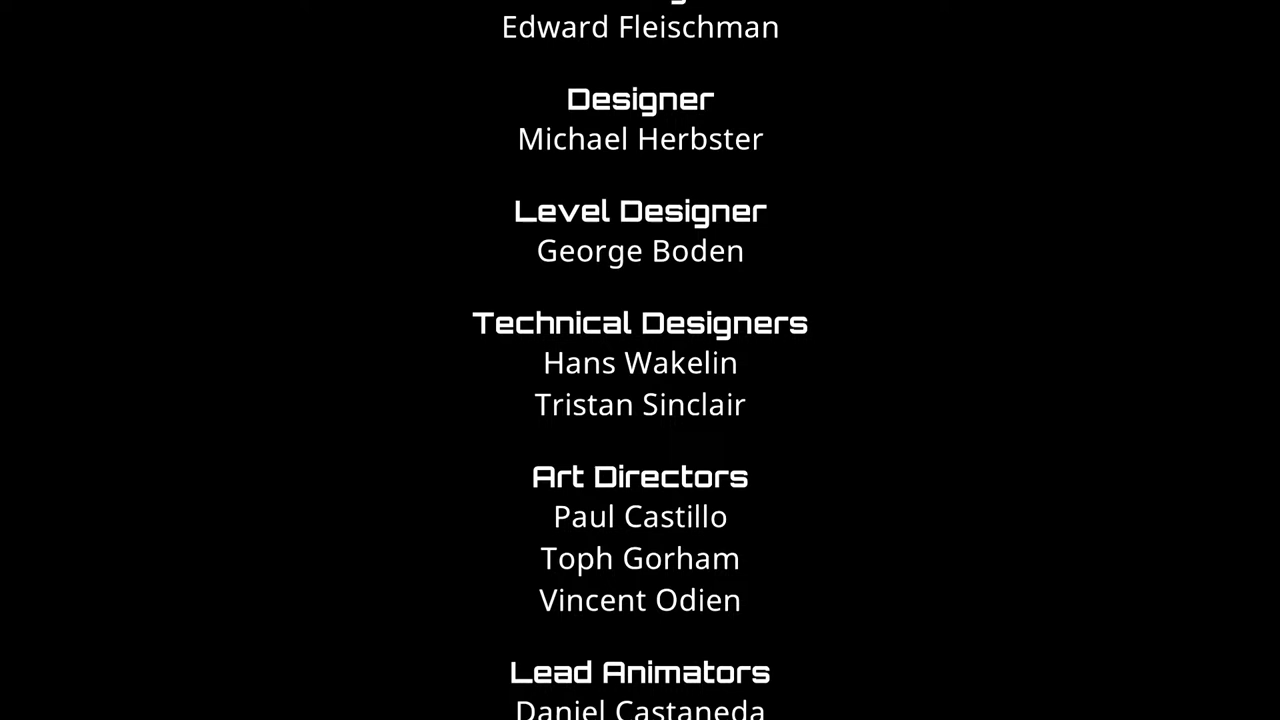 Edward Fleischman
Designer
Michael Herbster
Level Designer
George Boden
Technical Designers
Hans Wakelin
Tristan Sinclair
Art Directors
Paul Castillo
Toph Gorham
Vincent Odien
Lead Animators
Daniel Castaneda